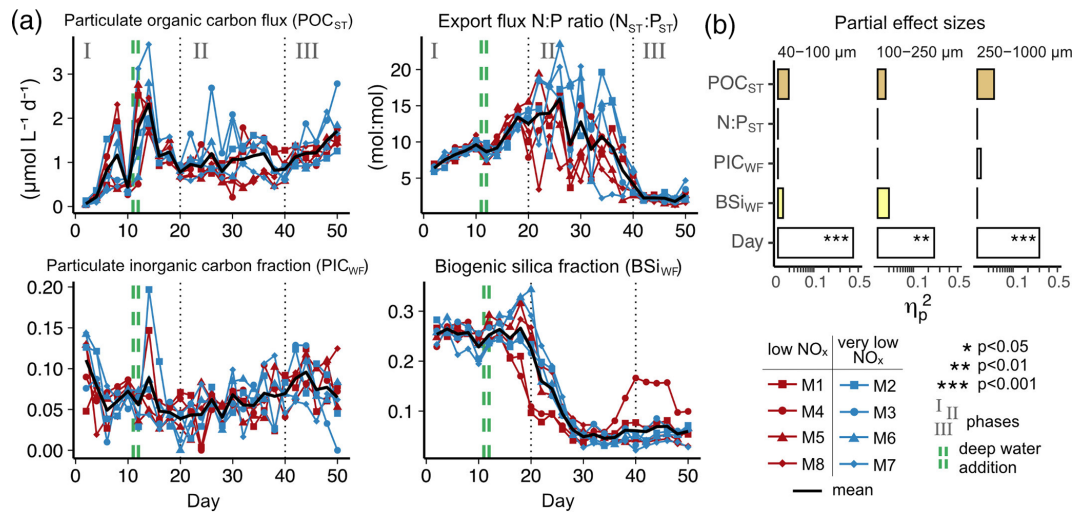 (a)
Particulate organic carbon flux (POCST)
Export flux N:P ratio (NST:PST)
(b)
Partial effect sizes
40−100 μm
100−250 μm
250−1000 μm
I
II
III
I
II
III
(μmol L⁻¹ d⁻¹)
3
2
1
0
0
10
20
30
40
50
(mol:mol)
20
15
10
5
0
10
20
30
40
50
POCST
N:PST
PICWF
BSiWF
Day
***
**
***
0.1
0.5
0.1
0.5
0.1
0.5
ηp²
Particulate inorganic carbon fraction (PICWF)
Biogenic silica fraction (BSiWF)
0.20
0.15
0.10
0.05
0.00
0
10
20
30
40
50
Day
0.3
0.2
0.1
0
10
20
30
40
50
Day
low NOx
very low NOx
M1
M2
M4
M3
M5
M6
M8
M7
mean
* p<0.05
** p<0.01
*** p<0.001
I
II
III
phases
deep water
addition